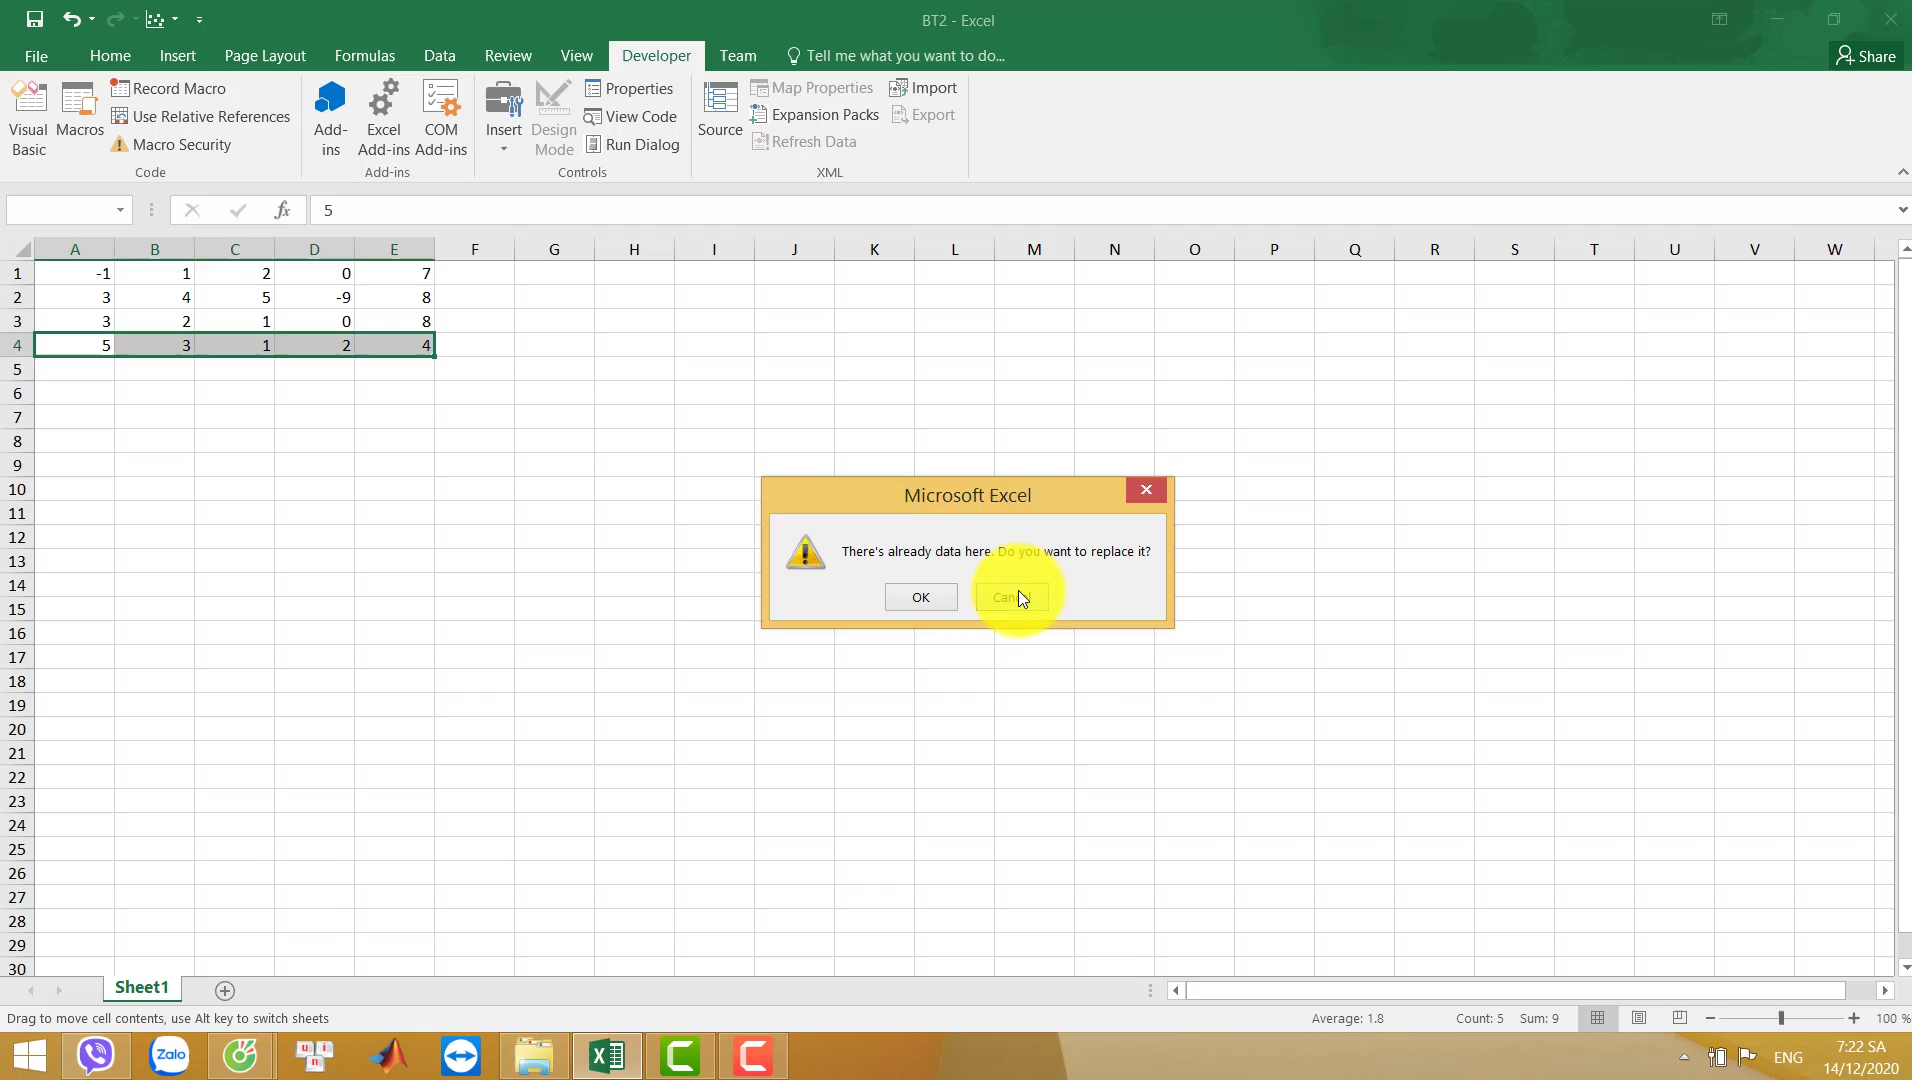 BT2 - Excel
File Home Insert Page Layout Formulas Data Review View Developer Team Tell me what you want to do... Share
Visual Basic
Macros
Record Macro
Use Relative References
Macro Security
Code
Add-ins
Excel Add-ins
COM Add-ins
Add-ins
Insert
Design Mode
Properties
View Code
Run Dialog
Controls
Source
Map Properties
Expansion Packs
Refresh Data
Import
Export
XML
fx 5
A B C D E F G H I J K L M N O P Q R S T U V W
1 -1 1 2 0 7
2 3 4 5 -9 8
3 3 2 1 0 8
4 5 3 1 2 4
5
6
7
8
9
10
11
12
13
14
15
16
17
18
19
20
21
22
23
24
25
26
27
28
29
30
Microsoft Excel
There's already data here. Do you want to replace it?
OK Cancel
Sheet1
Drag to move cell contents, use Alt key to switch sheets Average: 1.8 Count: 5 Sum: 9 100 %
Zalo
u n i
ENG
7:22 SA
14/12/2020